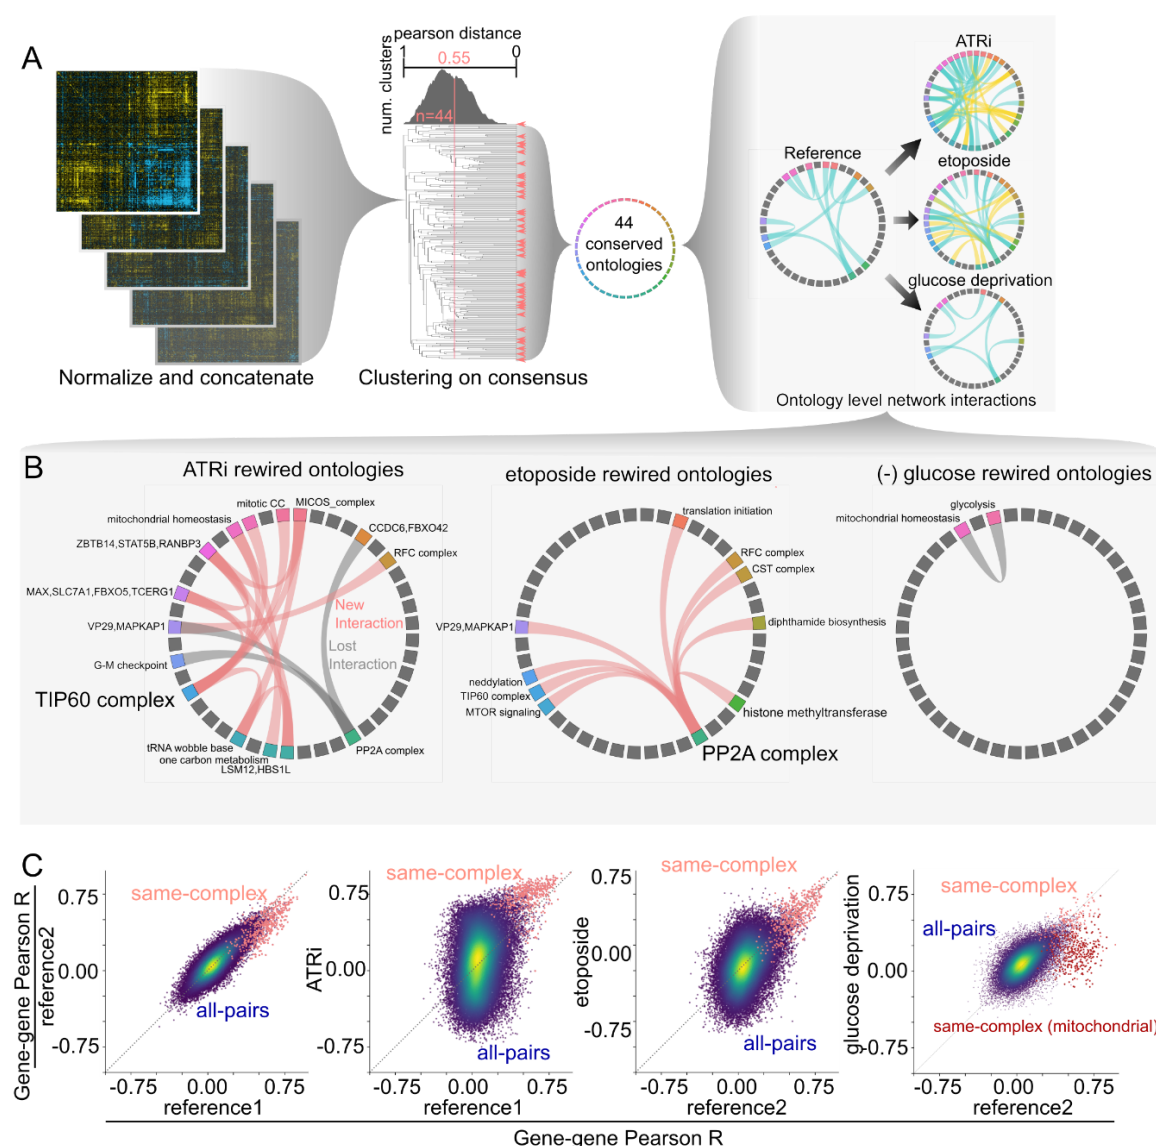 A
pearson distance
1
0.55
0
num. clusters
n=44
Normalize and concatenate
Clustering on consensus
44
conserved
ontologies
Reference
ATRi
etoposide
glucose deprivation
Ontology level network interactions
B
ATRi rewired ontologies
mitotic CC
MICOS_complex
mitochondrial homeostasis
CCDC6,FBXO42
ZBTB14,STAT5B,RANBP3
RFC complex
MAX,SLC7A1,FBXO5,TCERG1
New
Interaction
VP29,MAPKAP1
Lost
Interaction
G-M checkpoint
TIP60 complex
tRNA wobble base
one carbon metabolism
LSM12,HBS1L
PP2A complex
etoposide rewired ontologies
translation initiation
RFC complex
CST complex
VP29,MAPKAP1
diphthamide biosynthesis
neddylation
TIP60 complex
MTOR signaling
histone methyltransferase
PP2A complex
(-) glucose rewired ontologies
glycolysis
mitochondrial homeostasis
C
Gene-gene Pearson R
reference2
0.75
0.00
-0.75
same-complex
all-pairs
-0.75
0.00
0.75
reference1
ATRi
0.75
0.00
-0.75
same-complex
all-pairs
-0.75
0.00
0.75
reference1
etoposide
0.75
0.00
-0.75
same-complex
all-pairs
-0.75
0.00
0.75
reference2
glucose deprivation
0.75
0.00
-0.75
same-complex
all-pairs
same-complex (mitochondrial)
-0.75
0.00
0.75
reference2
Gene-gene Pearson R